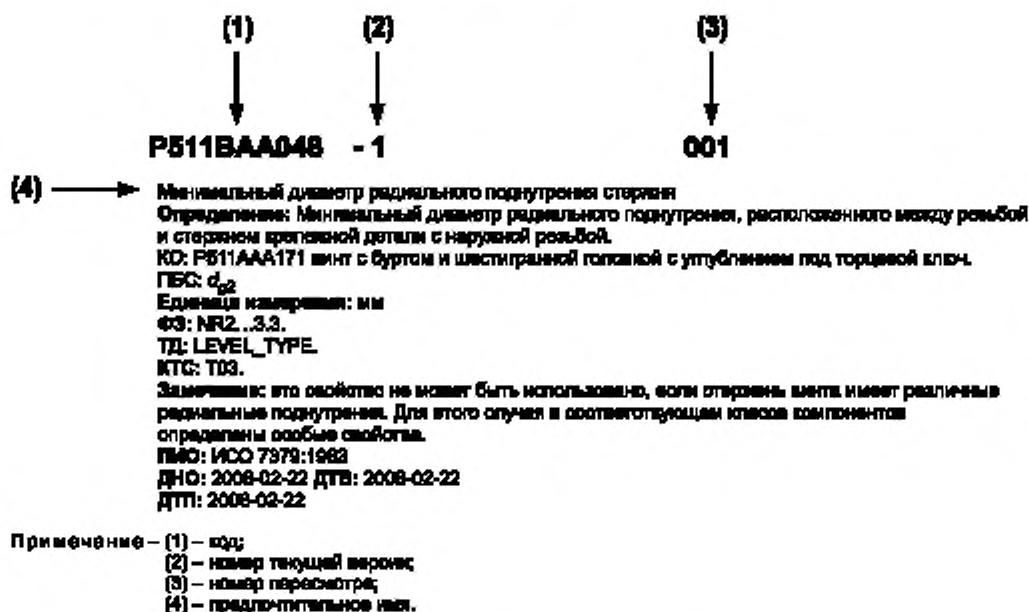 (1) (2) (3)
P511BAA048 - 1 001
(4) Минимальный диаметр радиального поднутрения стержня
Определение: Минимальный диаметр радиального поднутрения, расположенного между резьбой
и стержнем крепежной детали с наружной резьбой.
КО: P511AAA171 винт с буртом и шестигранной головкой с углублением под торцевой ключ.
ПБС: dg2
Единица измерения: мм
ФЗ: NR2...3.3.
ТД: LEVEL_TYPE.
КТС: T03.
Замечание: это свойство не может быть использовано, если стержень винта имеет различные
радиальные поднутрения. Для этого случая в соответствующем классе компонентов
определены особые свойства.
ПИО: ИСО 7379:1983
ДНО: 2008-02-22 ДТВ: 2008-02-22
ДТП: 2008-02-22
Примечание – (1) – код;
(2) – номер текущей версии;
(3) – номер пересмотра;
(4) – предпочтительное имя.